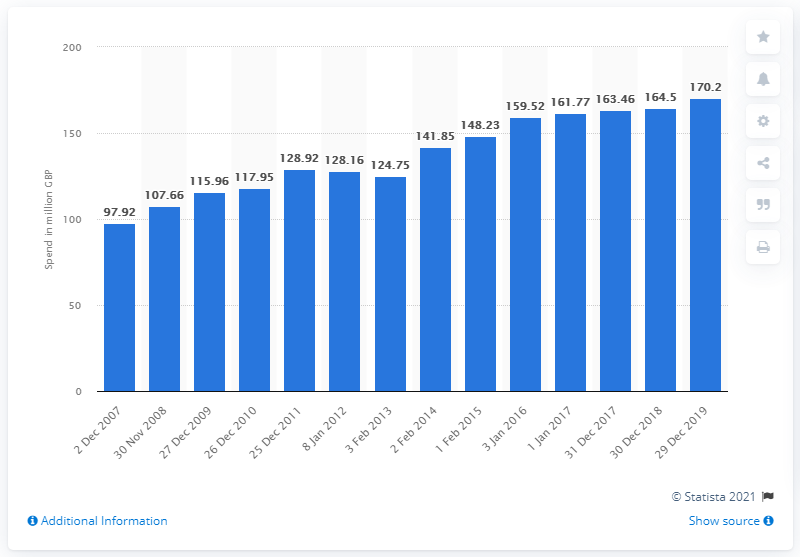 200
150
100
50
0
Spend in million GBP
97.92
107.66
115.96
117.95
128.92
128.16
124.75
141.85
148.23
159.52
161.77
163.46
164.5
170.2
2 Dec 2007
30 Nov 2008
27 Dec 2009
26 Dec 2010
25 Dec 2011
8 Jan 2012
3 Feb 2013
2 Feb 2014
1 Feb 2015
3 Jan 2016
1 Jan 2017
31 Dec 2017
30 Dec 2018
29 Dec 2019
© Statista 2021
Additional Information
Show source